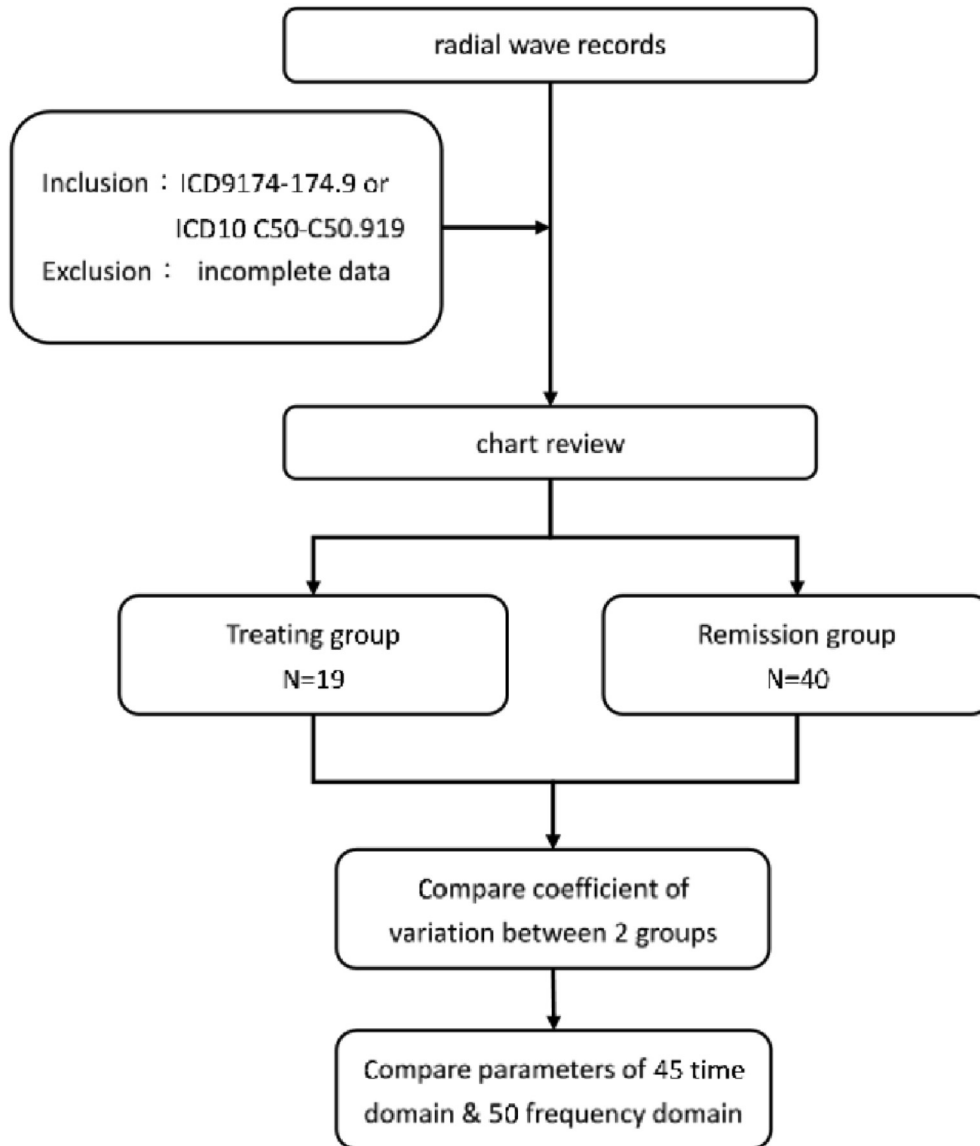 radial wave records
Inclusion：ICD9174-174.9 or
ICD10 C50-C50.919
Exclusion： incomplete data
chart review
Treating group
N=19
Remission group
N=40
Compare coefficient of
variation between 2 groups
Compare parameters of 45 time
domain & 50 frequency domain